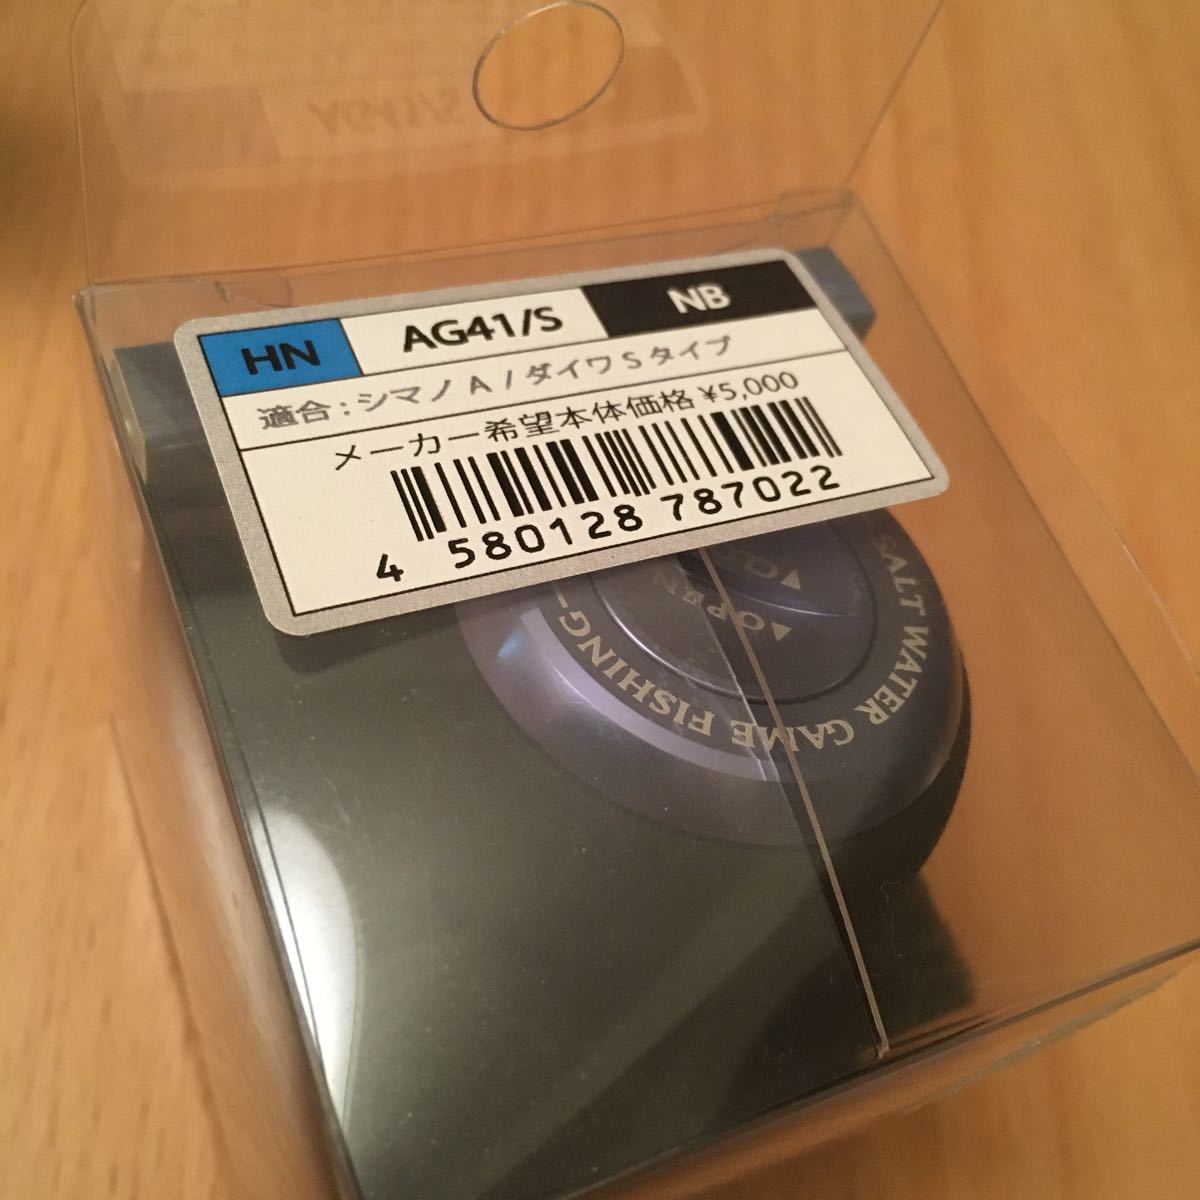 HN AG41/S NB
適合:シマノA/ダイワSタイプ
メーカー希望本体価格¥5,000
4 580128 787022
▲OPEN
▼CLO
SALT WATER GAME FISHING
AG41/S